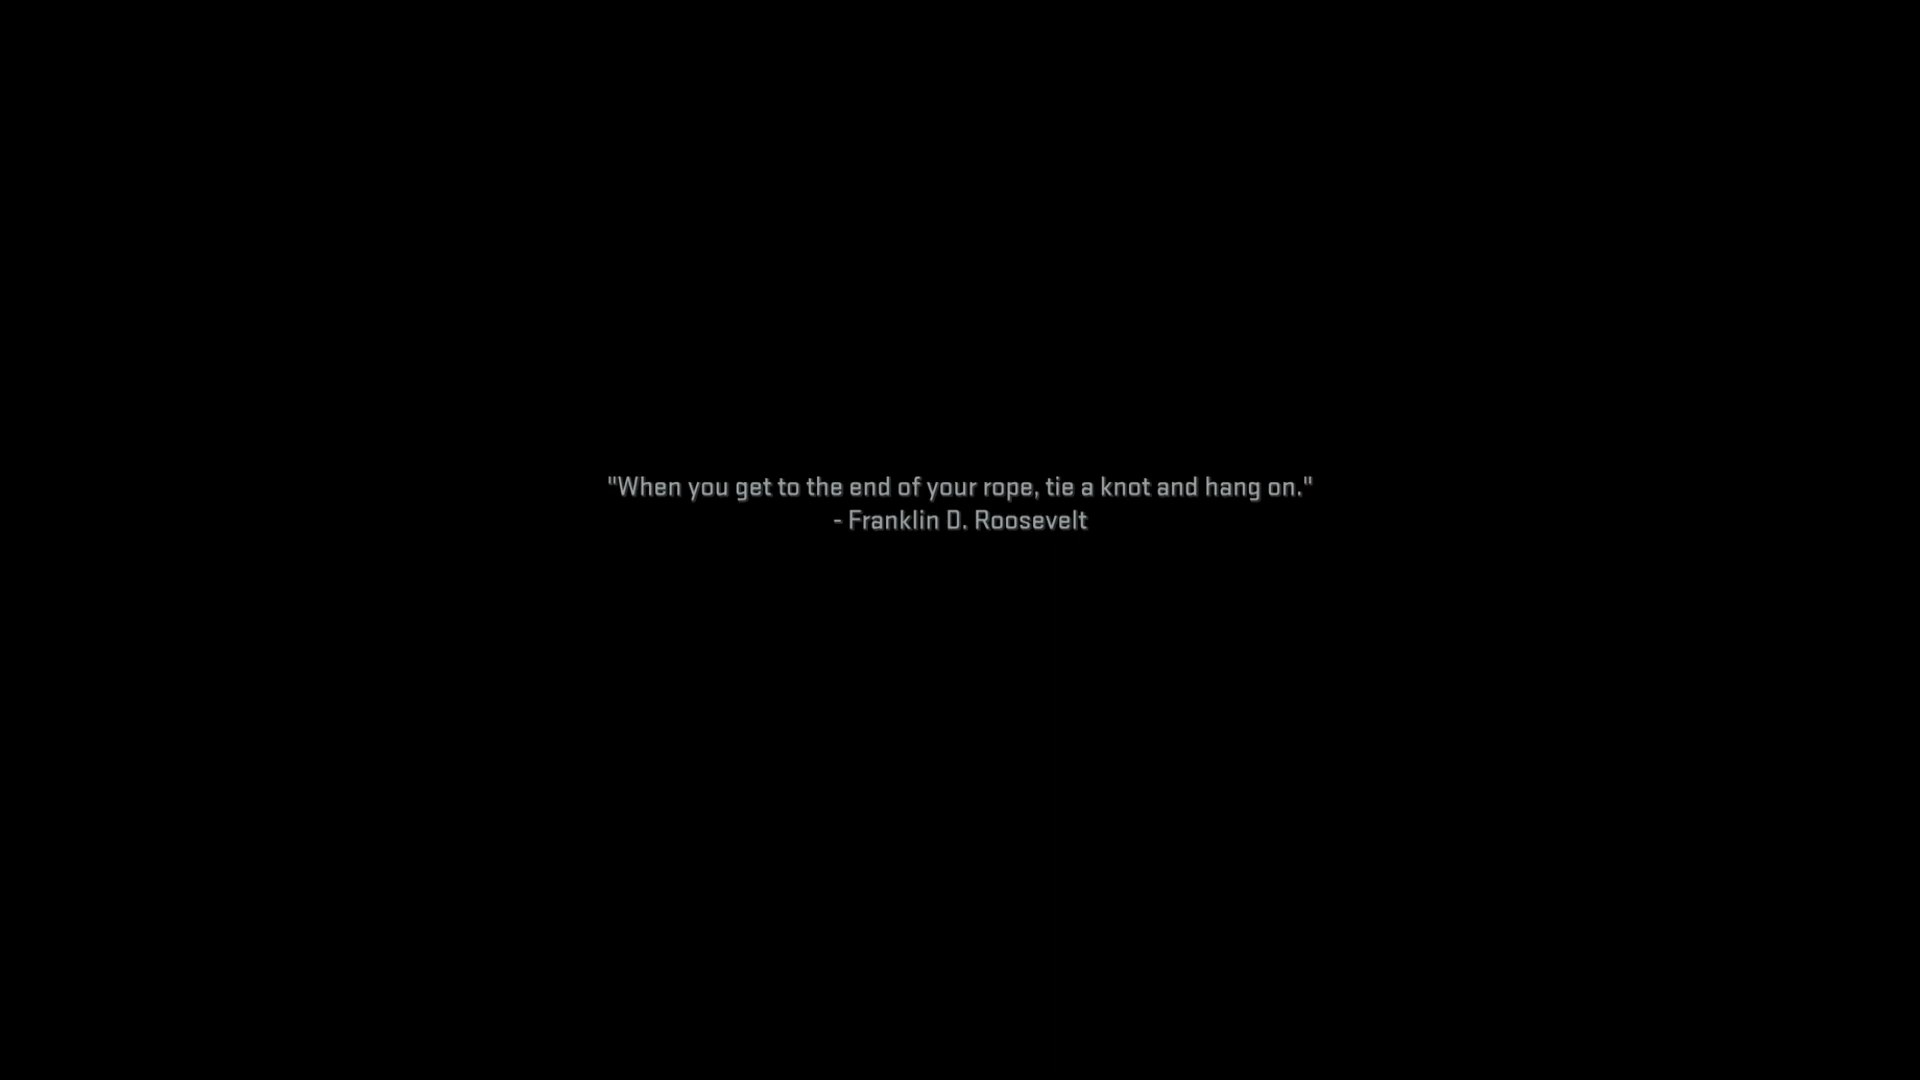 "When you get to the end of your rope, tie a knot and hang on."
- Franklin D. Roosevelt